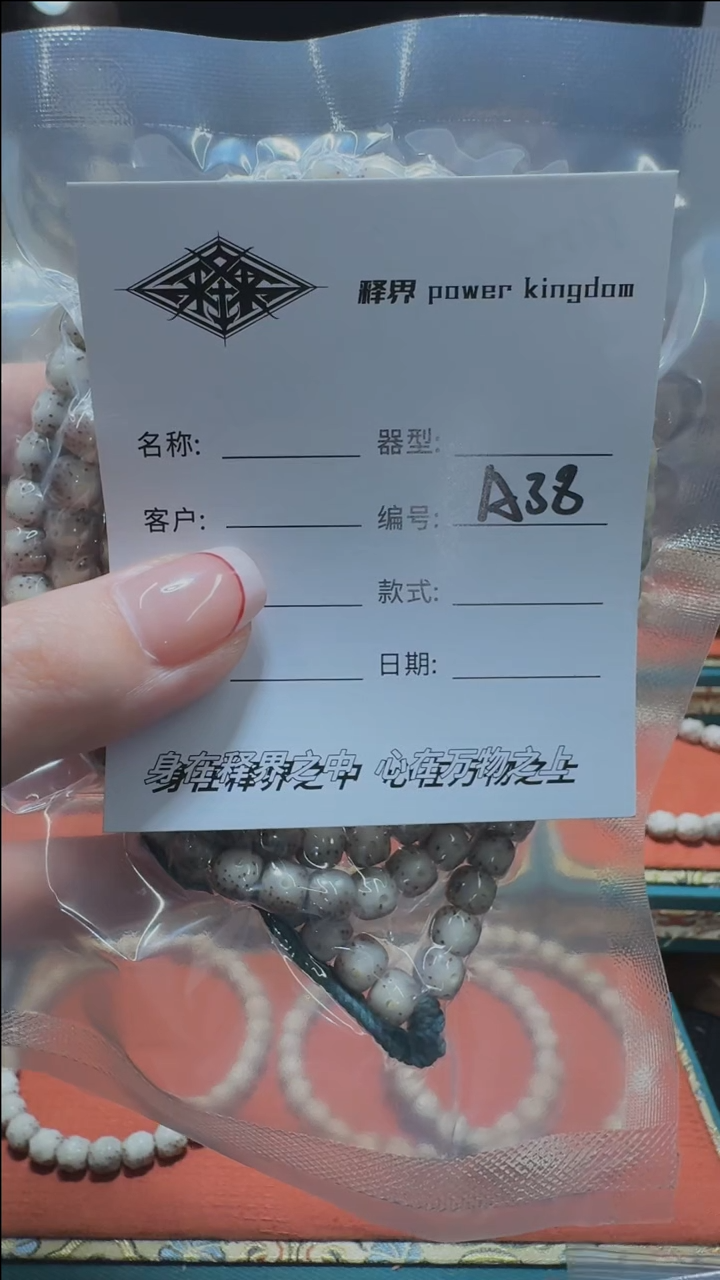 释界 power kingdom
名称: 器型:
客户: 编号: A38
款式:
日期:
身在释界之中 心在万物之上